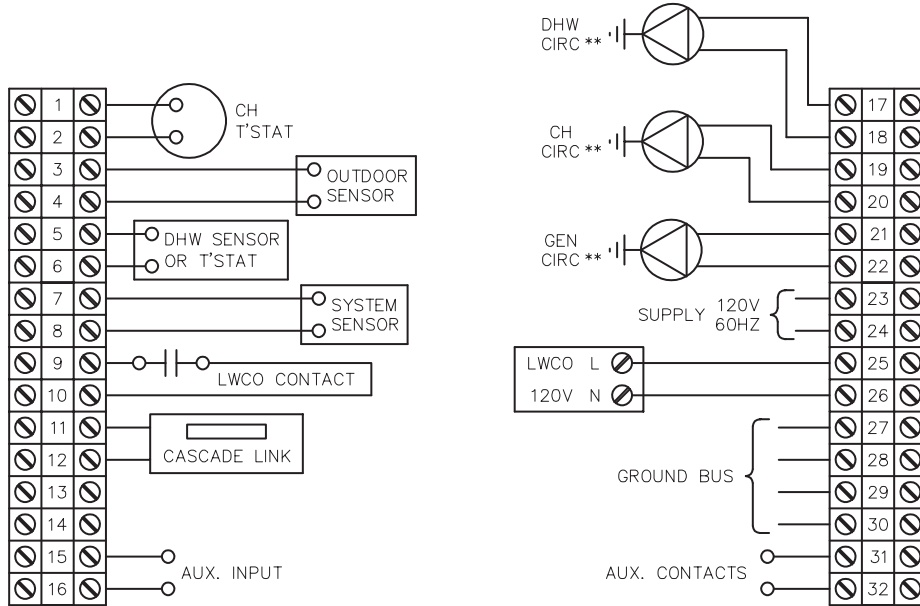 1
2
3
4
5
6
7
8
9
10
11
12
13
14
15
16
CH
T'STAT
OUTDOOR
SENSOR
DHW SENSOR
OR T'STAT
SYSTEM
SENSOR
LWCO CONTACT
CASCADE LINK
AUX. INPUT
DHW
CIRC **
CH
CIRC **
GEN
CIRC **
SUPPLY 120V
60HZ
LWCO L
120V N
GROUND BUS
AUX. CONTACTS
17
18
19
20
21
22
23
24
25
26
27
28
29
30
31
32